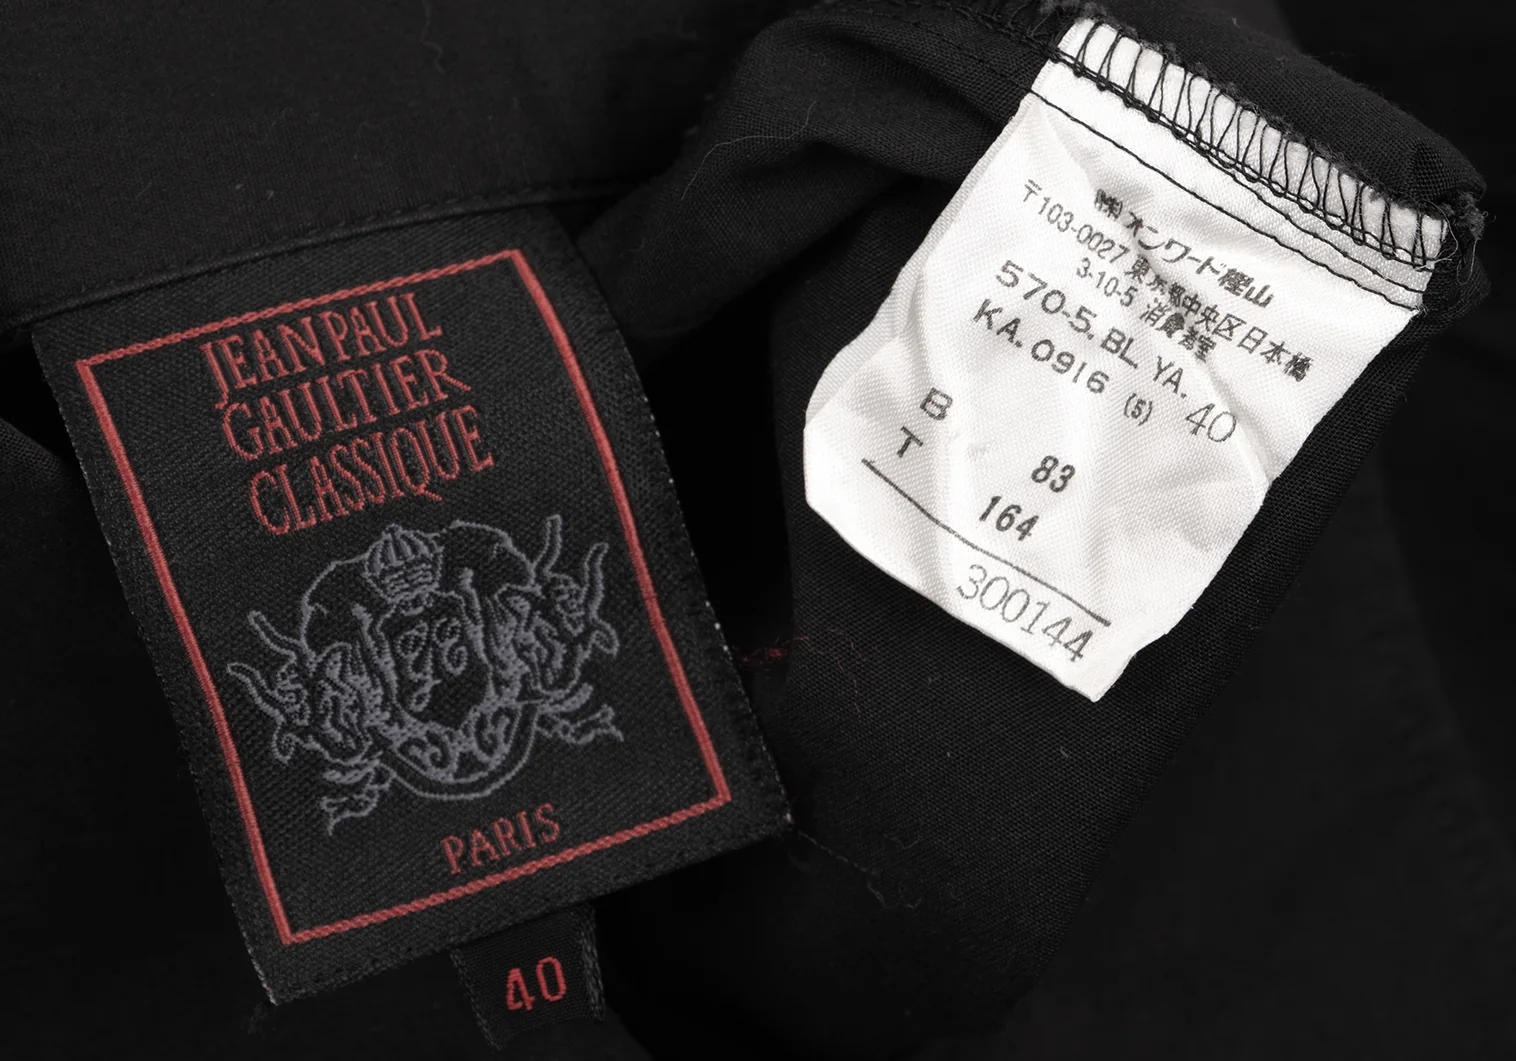 JEAN PAUL
GAULTIER
CLASSIQUE
PARIS
40
㈱オンワード樫山
〒103-0027 東京都中央区日本橋
3-10-5 消費者室
570-5.BL YA. 40
KA.0916 (5)
B 83
T 164
300144